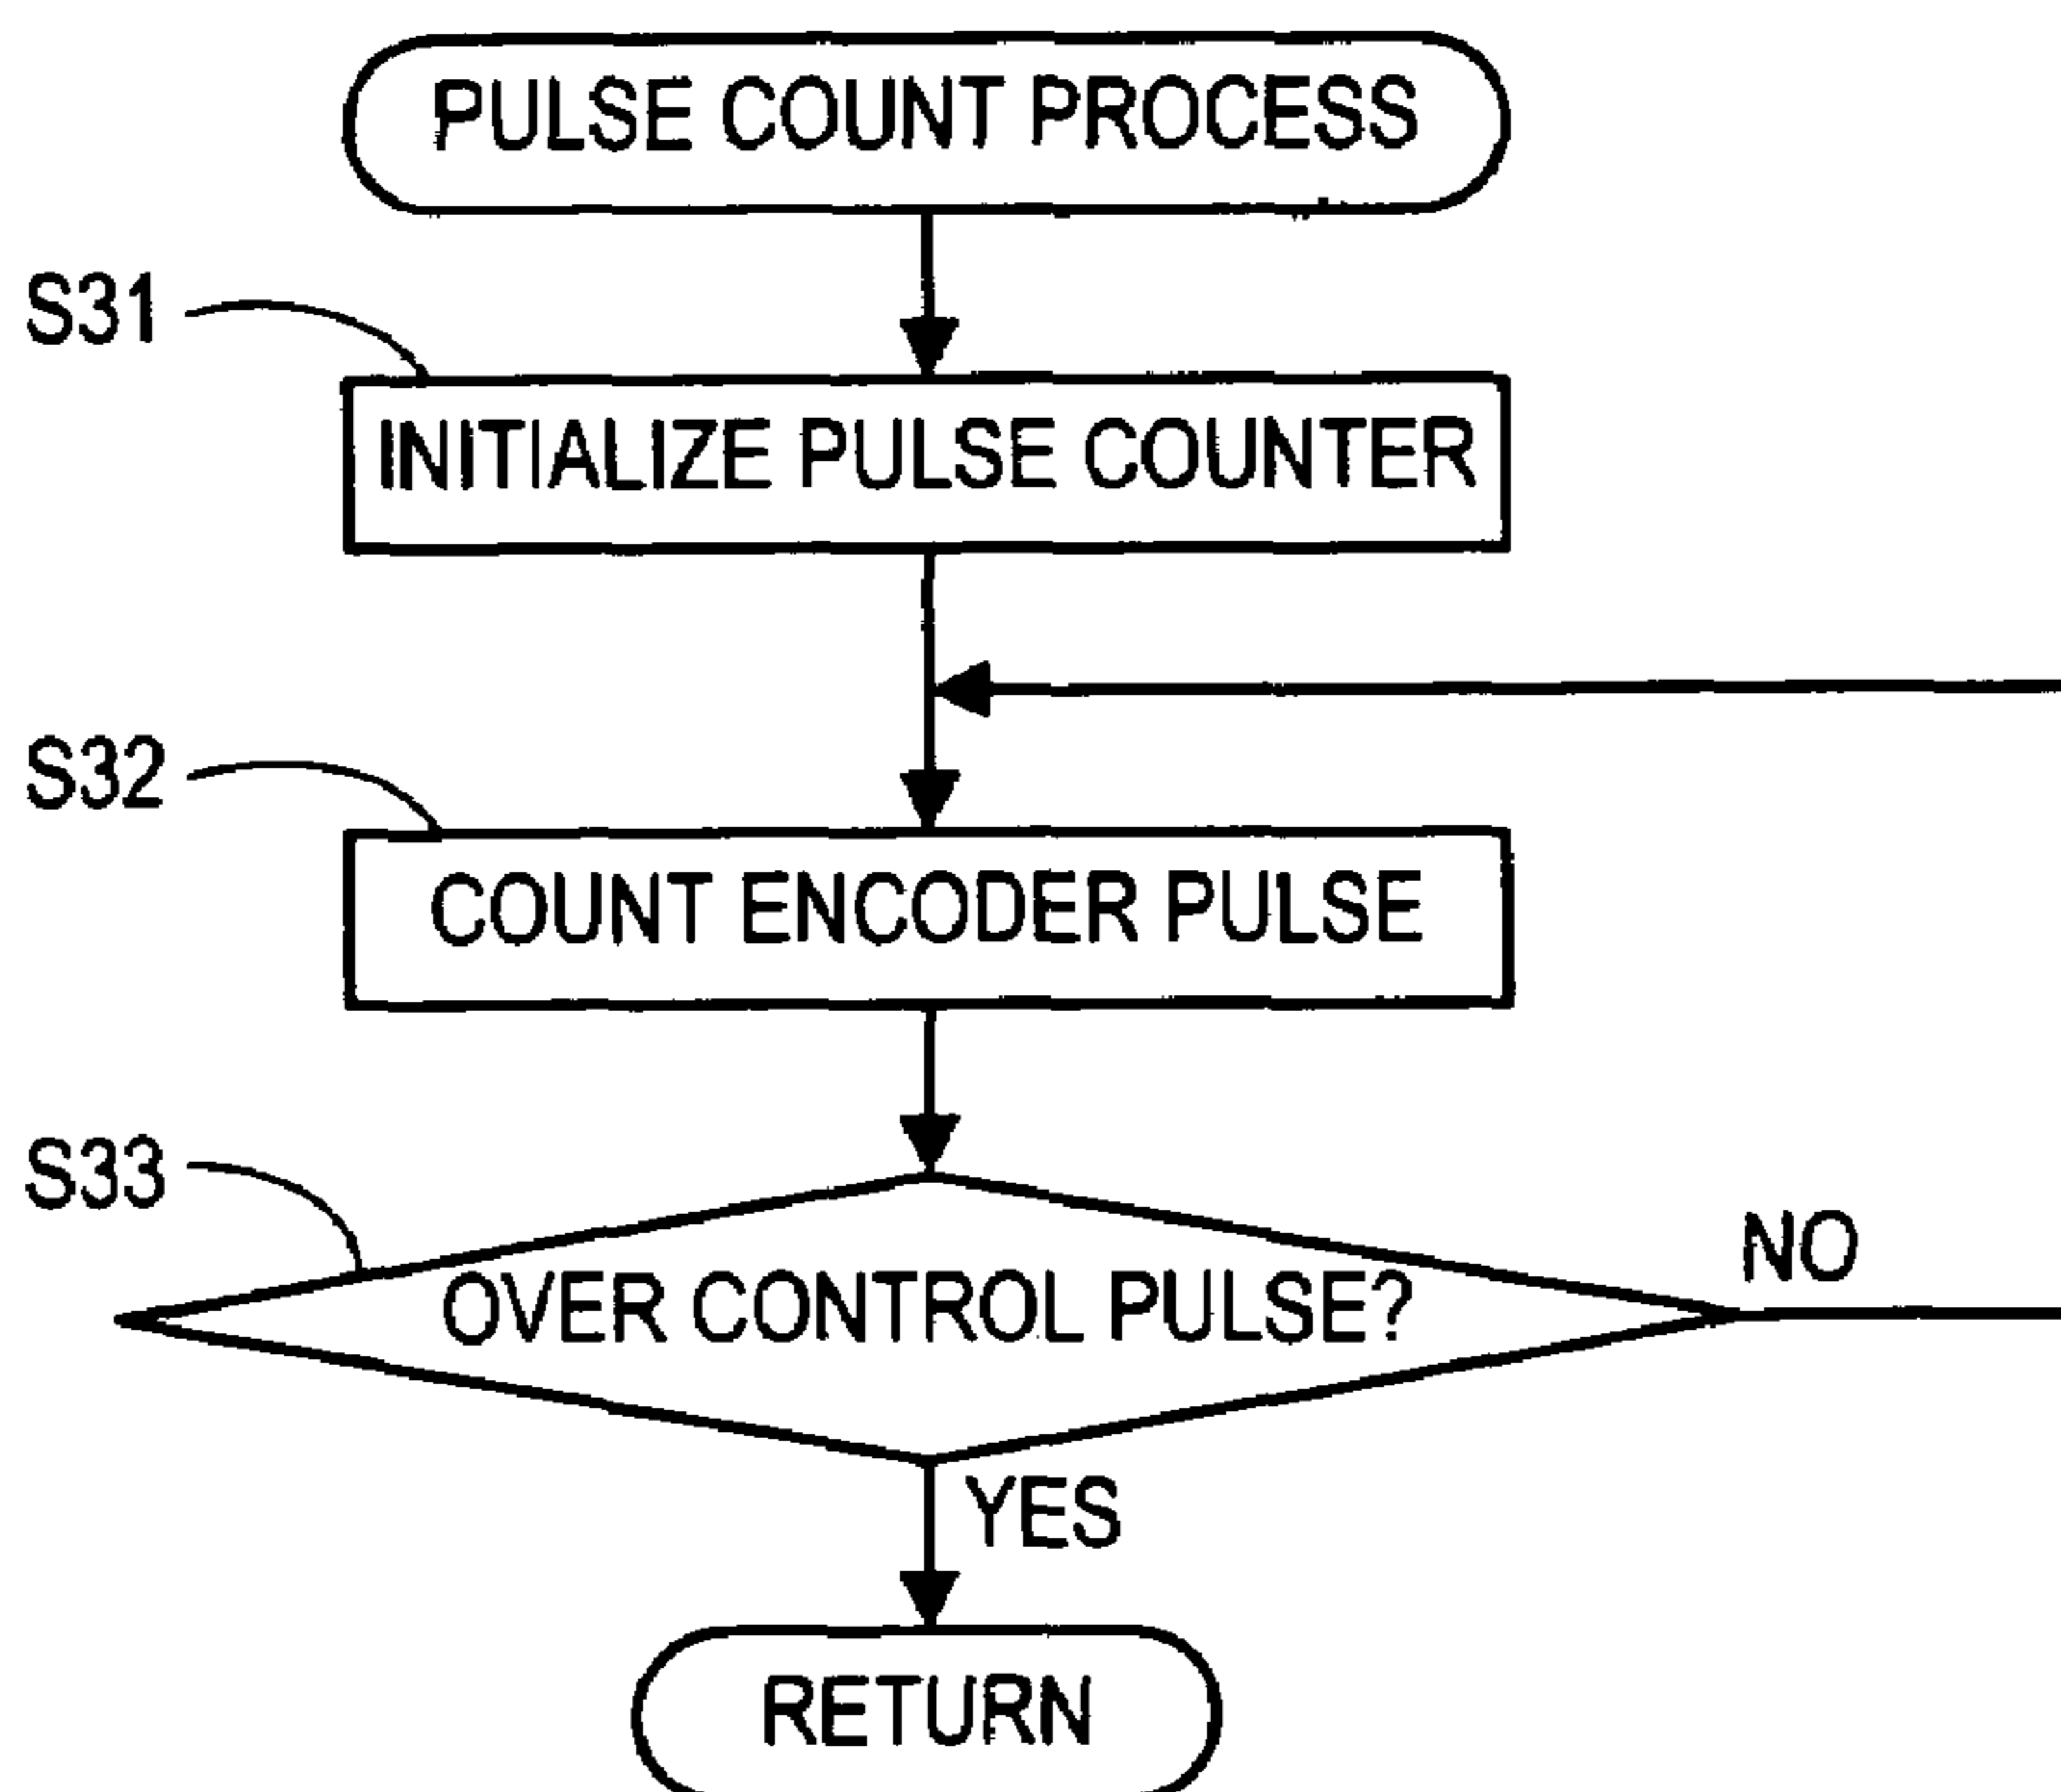 PULSE COUNT PROCESS
S31
INITIALIZE PULSE COUNTER
S32
COUNT ENCODER PULSE
S33
OVER CONTROL PULSE?
NO
YES
RETURN